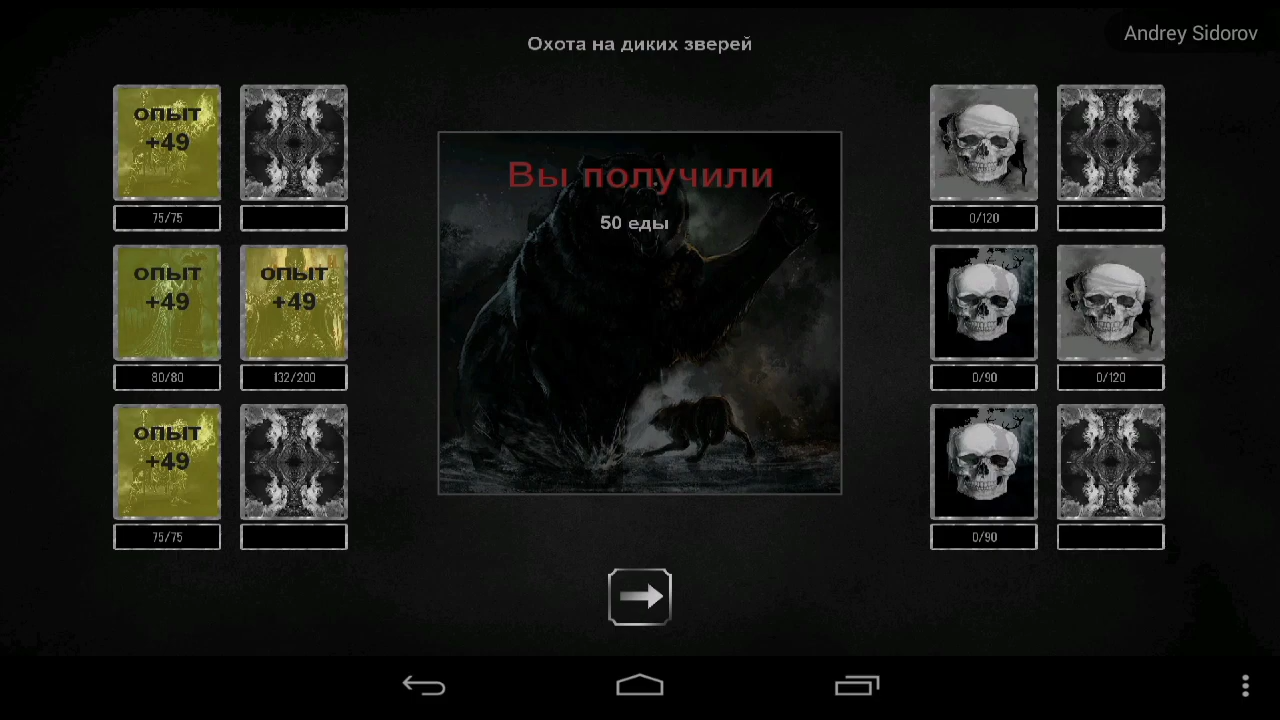 Охота на диких зверей
Andrey Sidorov
опыт
+49
75/75
опыт
+49
80/80
опыт
+49
132/200
опыт
+49
75/75
Вы получили
50 еды
0/120
0/90
0/120
0/90